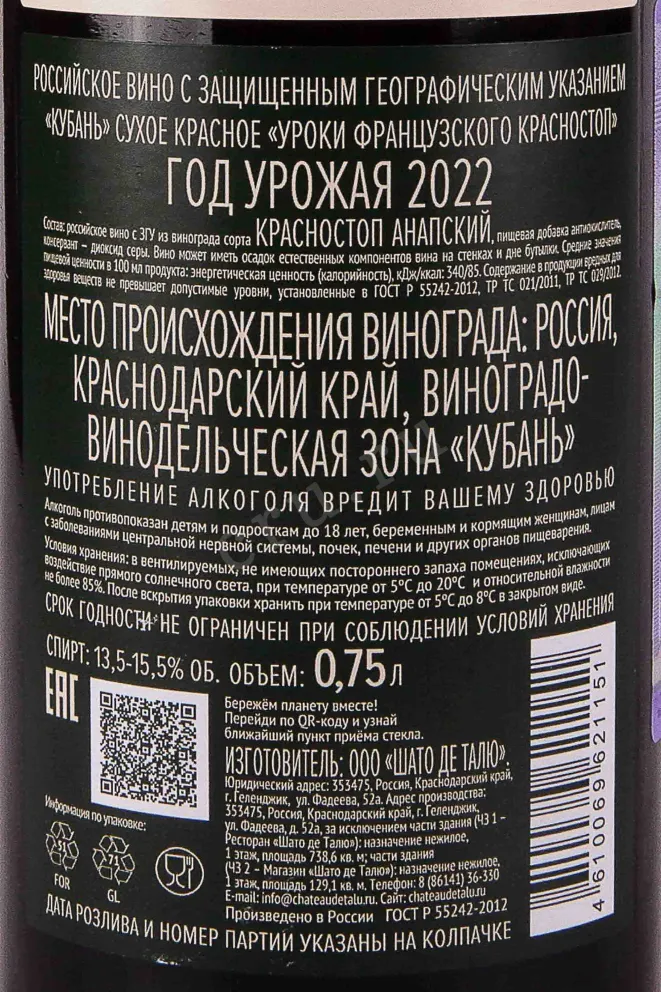 РОССИЙСКОЕ ВИНО С ЗАЩИЩЕННЫМ ГЕОГРАФИЧЕСКИМ УКАЗАНИЕМ
«КУБАНЬ» СУХОЕ КРАСНОЕ «УРОКИ ФРАНЦУЗСКОГО КРАСНОСТОП»
ГОД УРОЖАЯ 2022
Состав: российское вино с ЗГУ из винограда сорта КРАСНОСТОП АНАПСКИЙ, пищевая добавка антиокислитель,
консервант – диоксид серы. Вино может иметь осадок естественных компонентов вина на стенках и дне бутылки. Средние значения
пищевой ценности в 100 мл продукта: энергетическая ценность (калорийность), кДж/ккал: 340/85. Содержание в продукции вредных для
здоровья веществ не превышает допустимые уровни, установленные в ГОСТ Р 55242-2012, ТР ТС 021/2011, ТР ТС 029/2012.
МЕСТО ПРОИСХОЖДЕНИЯ ВИНОГРАДА: РОССИЯ,
КРАСНОДАРСКИЙ КРАЙ, ВИНОГРАДО-
ВИНОДЕЛЬЧЕСКАЯ ЗОНА «КУБАНЬ»
УПОТРЕБЛЕНИЕ АЛКОГОЛЯ ВРЕДИТ ВАШЕМУ ЗДОРОВЬЮ
Алкоголь противопоказан детям и подросткам до 18 лет, беременным и кормящим женщинам, лицам
с заболеваниями центральной нервной системы, почек, печени и других органов пищеварения.
Условия хранения: в вентилируемых, не имеющих постороннего запаха помещениях, исключающих
воздействие прямого солнечного света, при температуре от 5°С до 20°С и относительной влажности
не более 85%. После вскрытия упаковки хранить при температуре от 5°С до 8°С в закрытом виде.
СРОК ГОДНОСТИ НЕ ОГРАНИЧЕН ПРИ СОБЛЮДЕНИИ УСЛОВИЙ ХРАНЕНИЯ
СПИРТ: 13,5-15,5% ОБ. ОБЪЕМ: 0,75 Л
EAC
Бережём планету вместе!
Перейди по QR-коду и узнай
ближайший пункт приёма стекла.
ИЗГОТОВИТЕЛЬ: ООО «ШАТО ДЕ ТАЛЮ».
Юридический адрес: 353475, Россия, Краснодарский край,
г. Геленджик, ул. Фадеева, 52а. Адрес производства:
353475, Россия, Краснодарский край, г. Геленджик,
ул. Фадеева, д. 52а, за исключением части здания (ЧЗ 1 –
Ресторан «Шато де Талю»): назначение нежилое,
1 этаж, площадь 738,6 кв. м; части здания
(ЧЗ 2 – Магазин «Шато де Талю»): назначение нежилое,
1 этаж, площадь 129,1 кв. м. Телефон: 8 (86141) 36-330
E-mail: info@chateaudetalu.ru. Сайт: chateaudetalu.ru
Произведено в России ГОСТ Р 55242-2012
Информация по упаковке:
51
FOR
71
GL
4 610069 621151
ДАТА РОЗЛИВА И НОМЕР ПАРТИИ УКАЗАНЫ НА КОЛПАЧКЕ
cru.ru